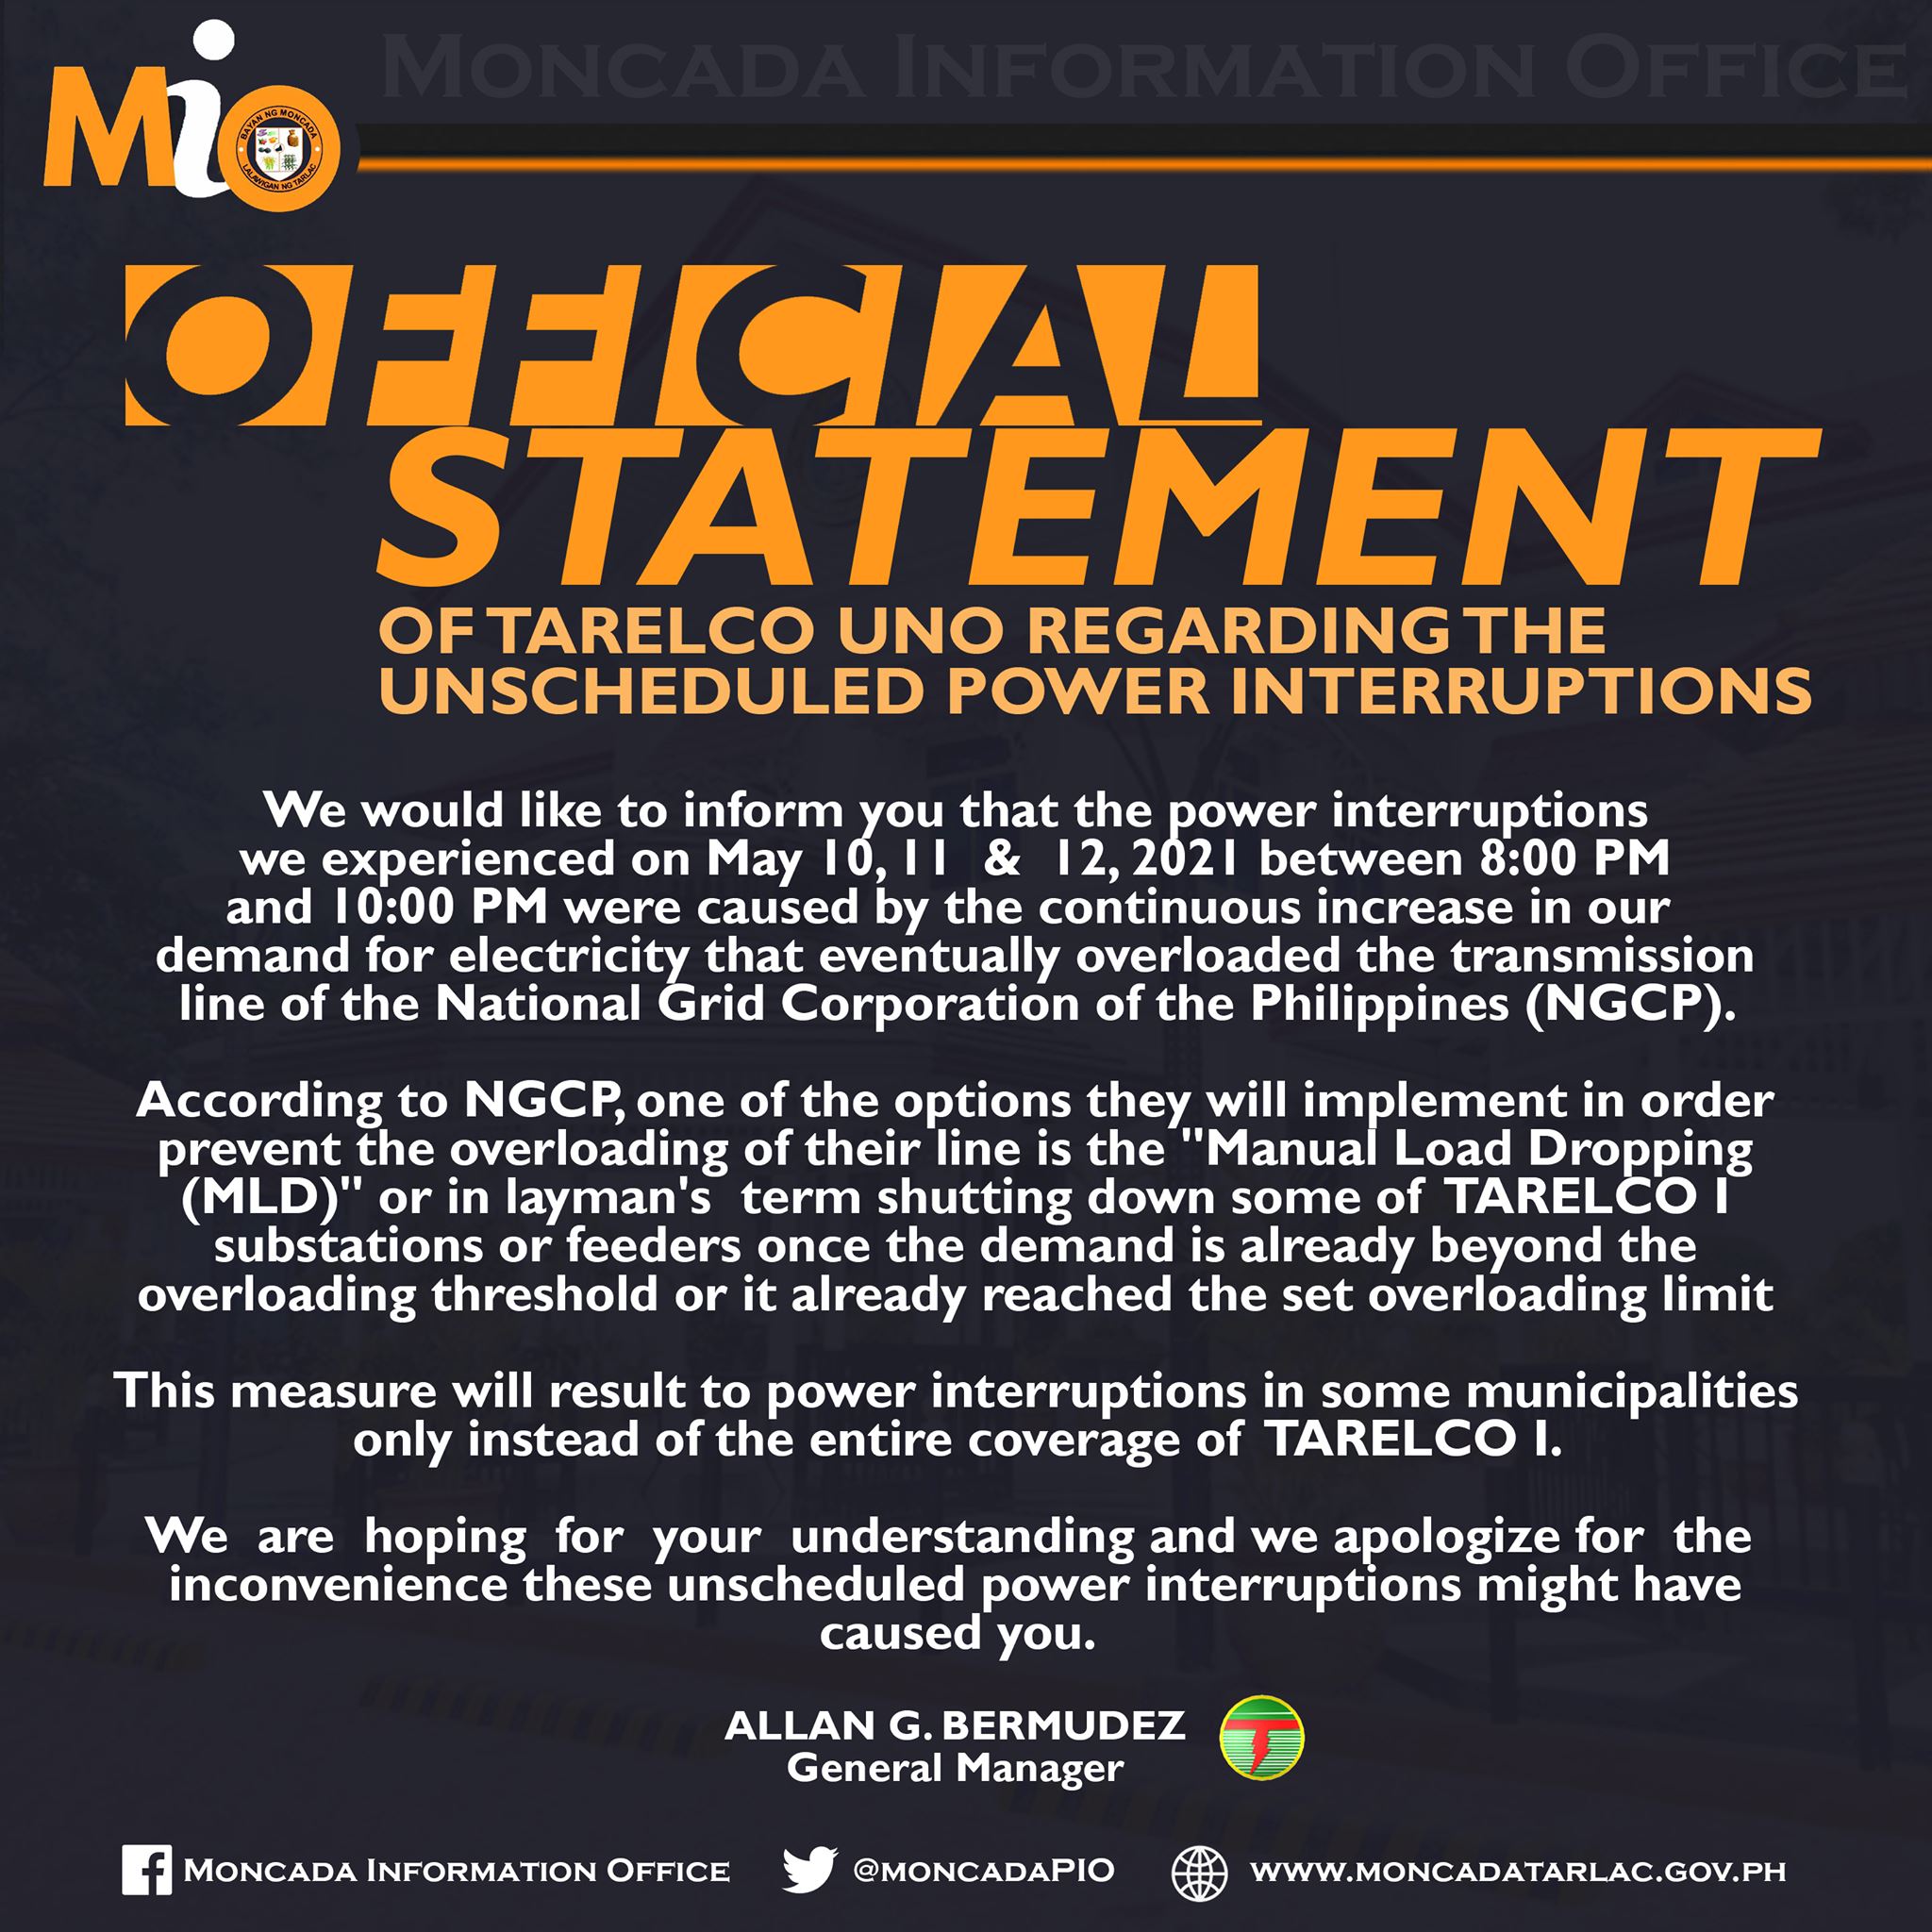 MiO
BAYAN NG MONCADA
LALAWIGAN NG TARLAC
MONCADA INFORMATION OFFICE
OFFICIAL
STATEMENT
OF TARELCO UNO REGARDING THE
UNSCHEDULED POWER INTERRUPTIONS
We would like to inform you that the power interruptions
we experienced on May 10, 11 & 12, 2021 between 8:00 PM
and 10:00 PM were caused by the continuous increase in our
demand for electricity that eventually overloaded the transmission
line of the National Grid Corporation of the Philippines (NGCP).
According to NGCP, one of the options they will implement in order
prevent the overloading of their line is the "Manual Load Dropping
(MLD)" or in layman's term shutting down some of TARELCO I
substations or feeders once the demand is already beyond the
overloading threshold or it already reached the set overloading limit
This measure will result to power interruptions in some municipalities
only instead of the entire coverage of TARELCO I.
We are hoping for your understanding and we apologize for the
inconvenience these unscheduled power interruptions might have
caused you.
ALLAN G. BERMUDEZ
General Manager
MONCADA INFORMATION OFFICE
@MONCADAPIO
WWW.MONCADATARLAC.GOV.PH